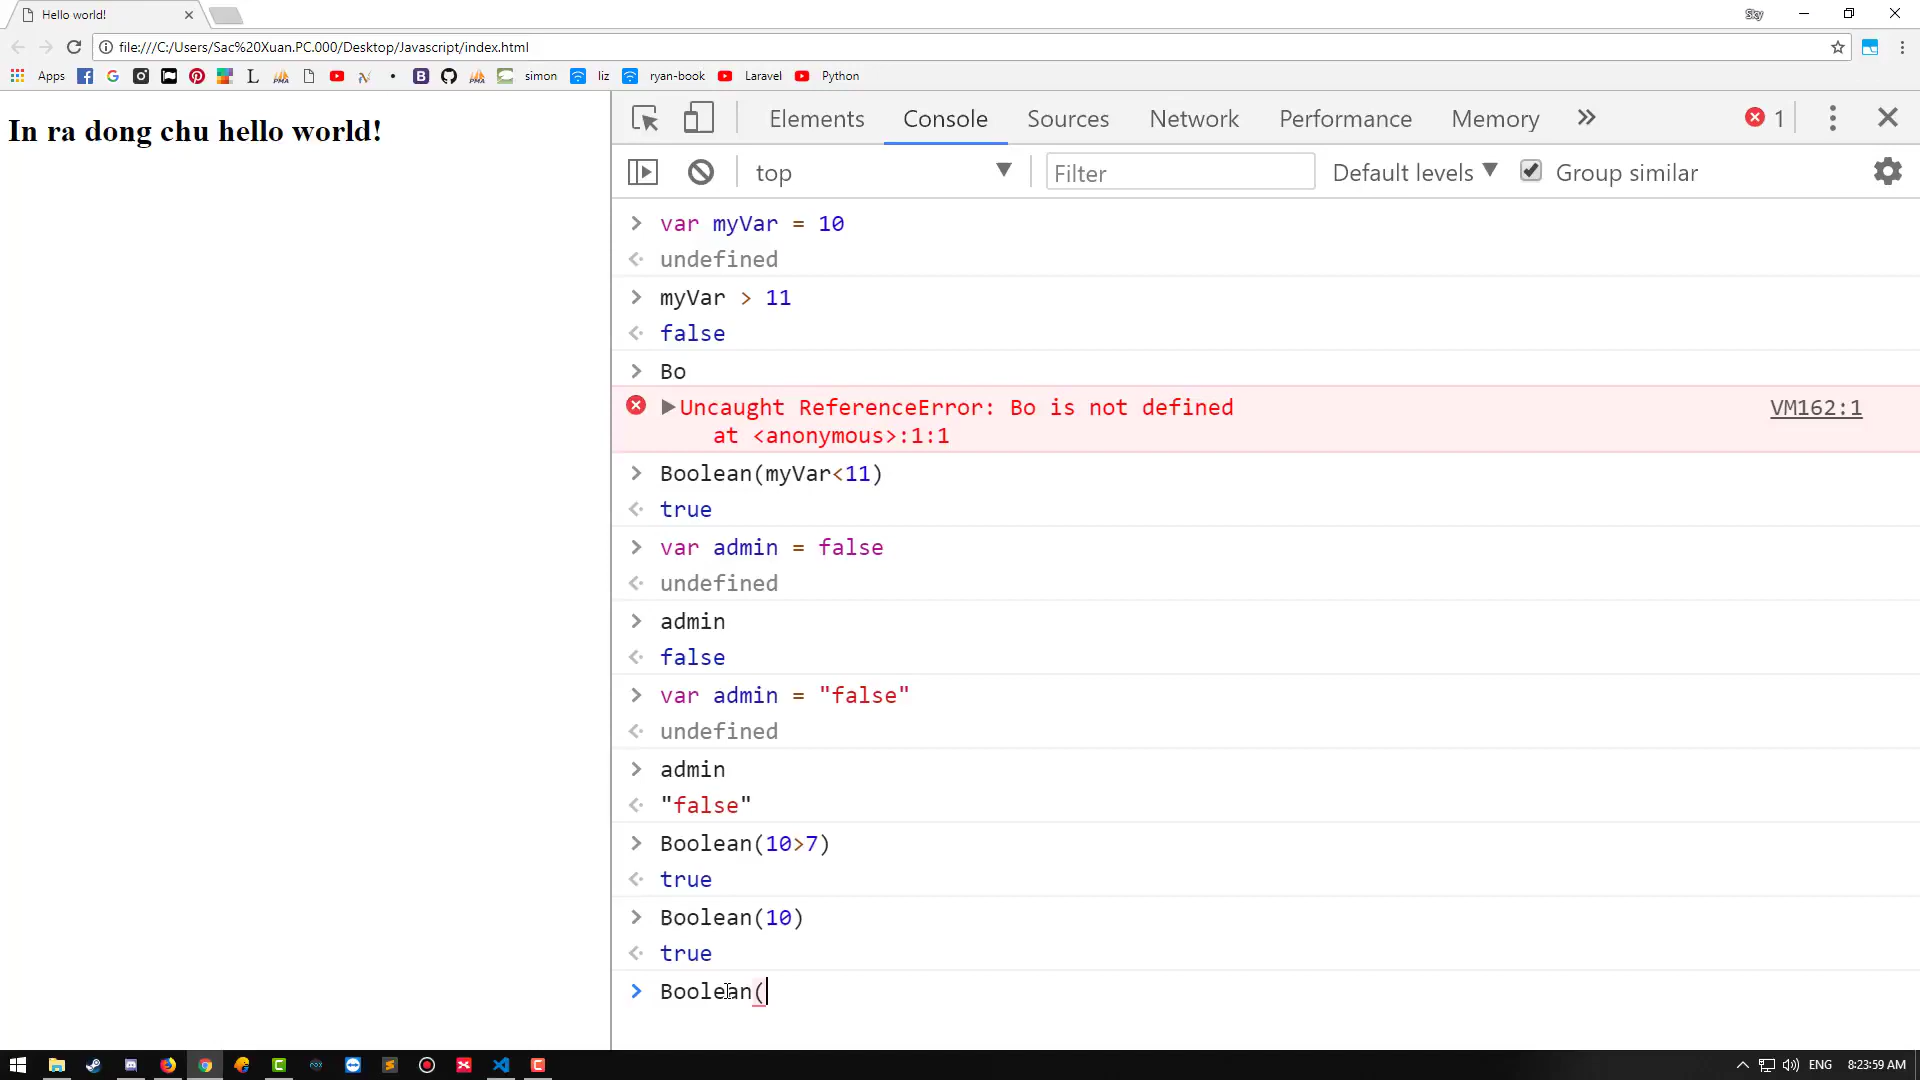 Hello world!
Sky
file:///C:/Users/Sac%20Xuan.PC.000/Desktop/Javascript/index.html
Apps simon liz ryan-book Laravel Python
In ra dong chu hello world!
Elements Console Sources Network Performance Memory 1
top Filter Default levels Group similar
> var myVar = 10
undefined
> myVar > 11
false
> Bo
Uncaught ReferenceError: Bo is not defined VM162:1
at <anonymous>:1:1
> Boolean(myVar<11)
true
> var admin = false
undefined
> admin
false
> var admin = "false"
undefined
> admin
"false"
> Boolean(10>7)
true
> Boolean(10)
true
> Boolean(
ENG 8:23:59 AM